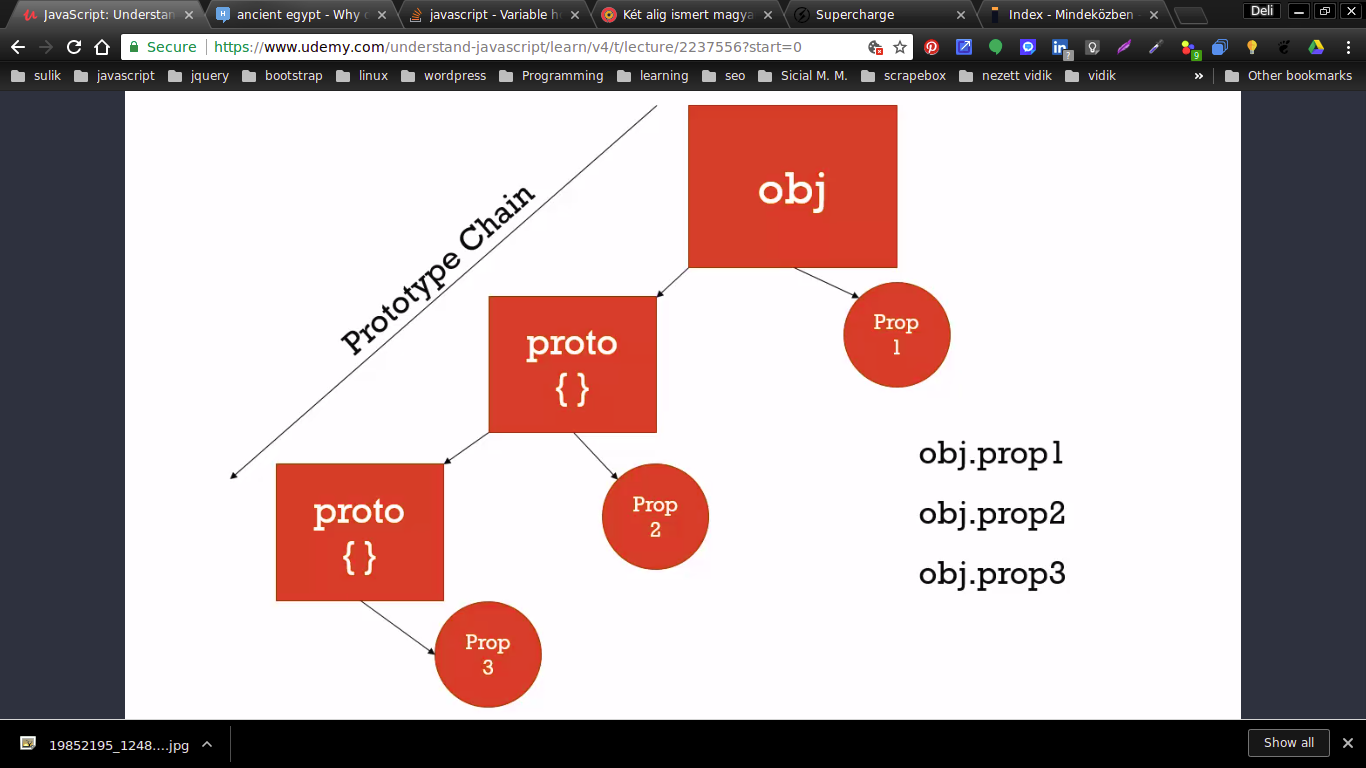 JavaScript: Understan
ancient egypt - Why
javascript - Variable h
Két alig ismert magya
Supercharge
Index - Mindeközben
Deli
Secure
https://www.udemy.com/understand-javascript/learn/v4/t/lecture/2237556?start=0
?
9
sulik
javascript
jquery
bootstrap
linux
wordpress
Programming
learning
seo
Sicial M. M.
scrapebox
nezett vidik
vidik
»
Other bookmarks
Prototype Chain
obj
Prop
1
proto
{ }
Prop
2
proto
{ }
Prop
3
obj.prop1
obj.prop2
obj.prop3
19852195_1248....jpg
Show all